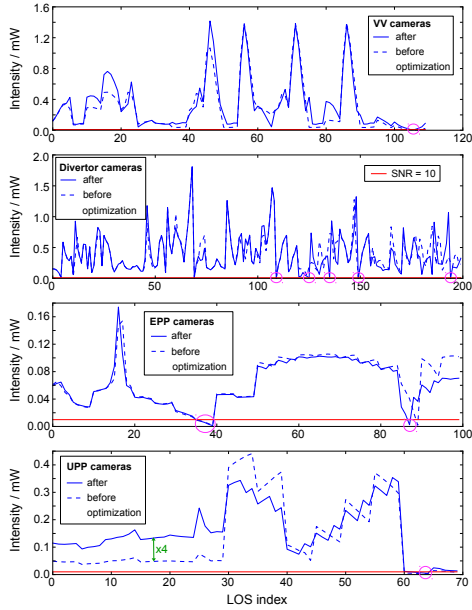 1.6
1.2
0.8
0.4
0.0
Intensity / mW
VV cameras
after
before
optimization
0 20 40 60 80 100 120
2.0
1.5
1.0
0.5
0.0
Intensity / mW
Divertor cameras
after
before
optimization
SNR = 10
0 50 100 150 200
0.16
0.12
0.08
0.04
0.00
Intensity / mW
EPP cameras
after
before
optimization
0 20 40 60 80 100
0.4
0.3
0.2
0.1
0.0
Intensity / mW
UPP cameras
after
before
optimization
x4
0 10 20 30 40 50 60 70
LOS index